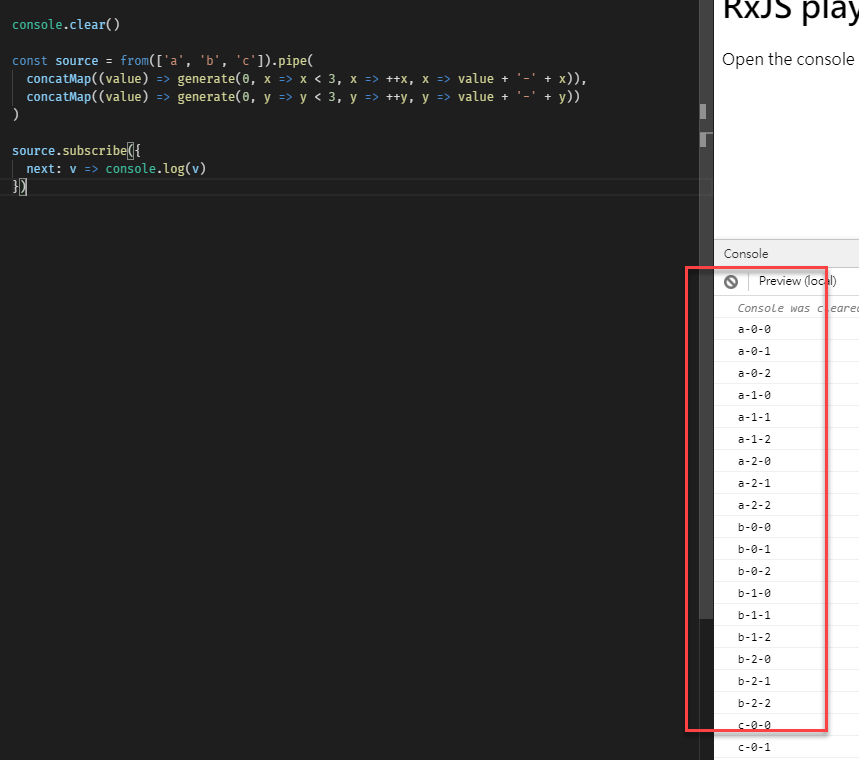 console.clear()
const source = from(['a', 'b', 'c']).pipe(
concatMap((value) => generate(0, x => x < 3, x => ++x, x => value + '-' + x)),
concatMap((value) => generate(0, y => y < 3, y => ++y, y => value + '-' + y))
)
source.subscribe({
next: v => console.log(v)
})
RxJS play
Open the console
Console
Preview (local)
Console was cleared
a-0-0
a-0-1
a-0-2
a-1-0
a-1-1
a-1-2
a-2-0
a-2-1
a-2-2
b-0-0
b-0-1
b-0-2
b-1-0
b-1-1
b-1-2
b-2-0
b-2-1
b-2-2
c-0-0
c-0-1